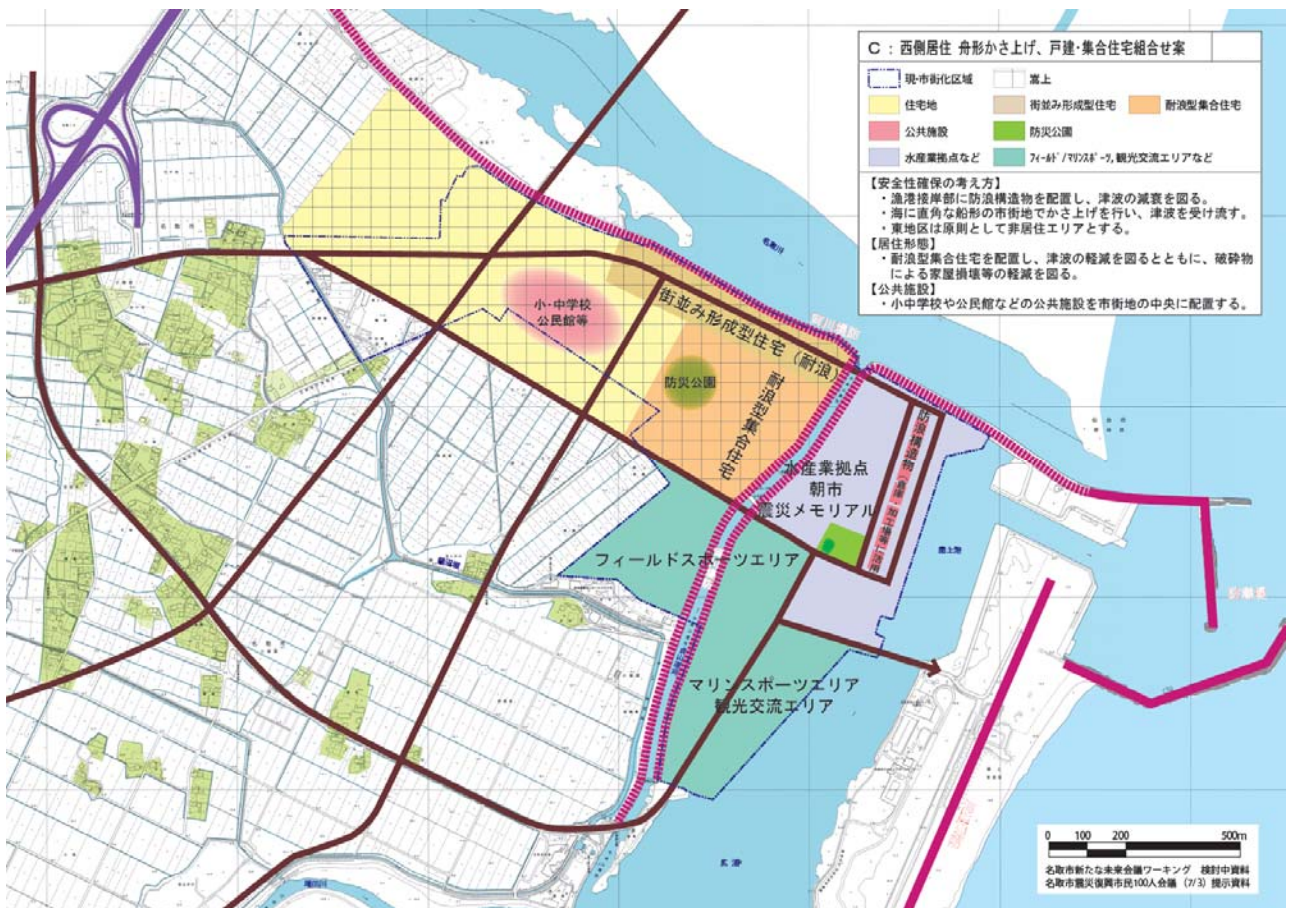 C：西側居住 舟形かさ上げ、戸建・集合住宅組合せ案
現・市街化区域
嵩上
住宅地
街並み形成型住宅
耐浪型集合住宅
公共施設
防災公園
水産業拠点など
フィールド/マリンスポーツ,観光交流エリアなど
【安全性確保の考え方】
・漁港接岸部に防浪構造物を配置し、津波の減衰を図る。
・海に直角な船形の市街地でかさ上げを行い、津波を受け流す。
・東地区は原則として非居住エリアとする。
【居住形態】
・耐浪型集合住宅を配置し、津波の軽減を図るとともに、破砕物
による家屋損壊等の軽減を図る。
【公共施設】
・小中学校や公民館などの公共施設を市街地の中央に配置する。
名取川
小・中学校
公民館等
街並み形成型住宅（耐浪）
防災公園
耐浪型集合住宅
水産業拠点
朝市
震災メモリアル
防浪構造物
フィールドスポーツエリア
マリンスポーツエリア
観光交流エリア
閖上港
広浦
0 100 200 500m
名取市新たな未来会議ワーキング 検討中資料
名取市震災復興市民100人会議（7/3）提示資料